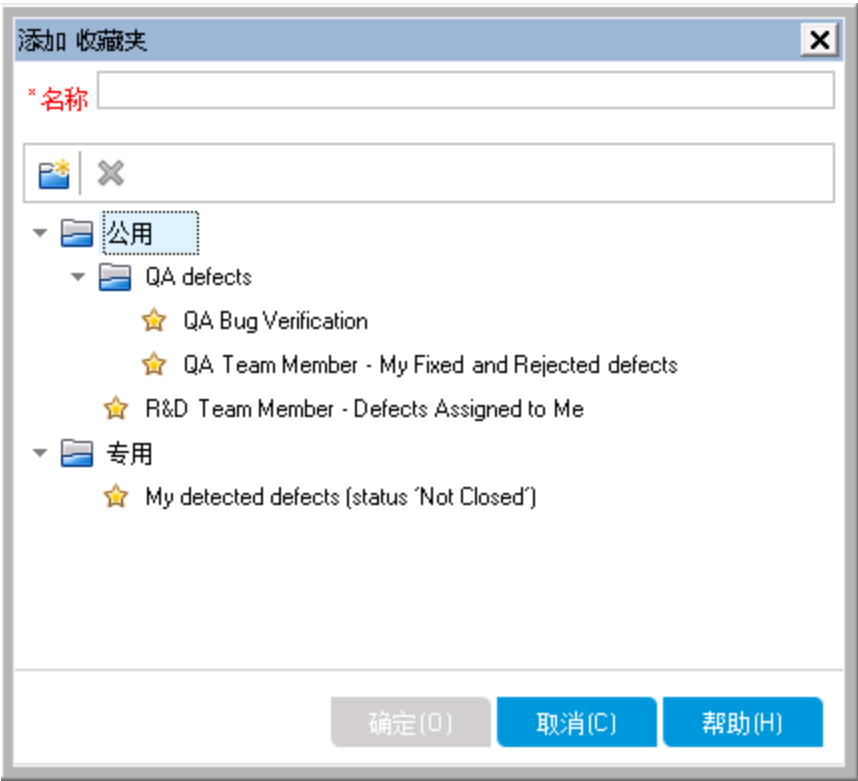 添加 收藏夹
*名称
公用
QA defects
QA Bug Verification
QA Team Member - My Fixed and Rejected defects
R&D Team Member - Defects Assigned to Me
专用
My detected defects (status ´Not Closed´)
确定(O) 取消(C) 帮助(H)